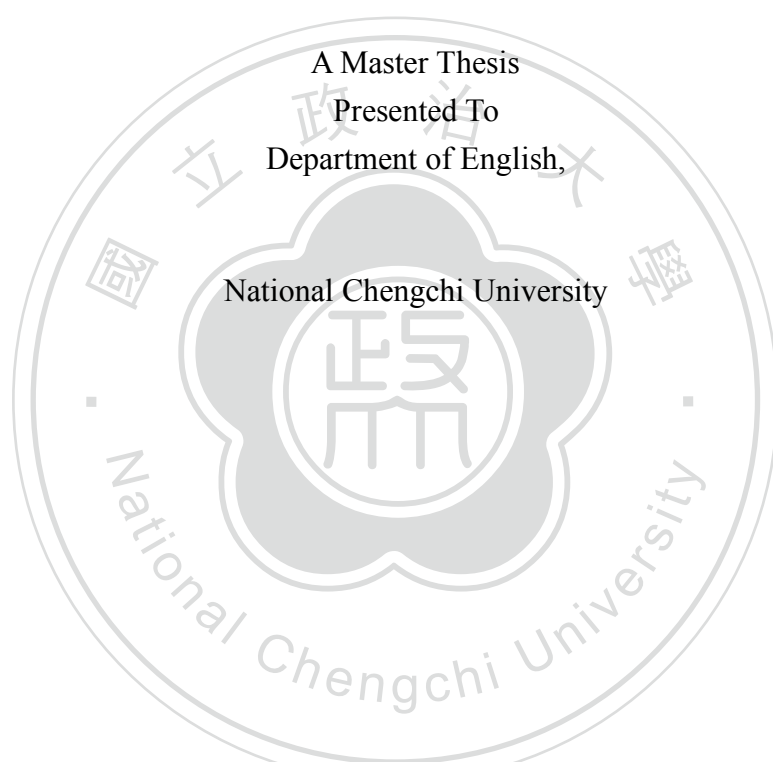 A Master Thesis
Presented To
Department of English,
National Chengchi University
國立政治大學
National Chengchi University
政